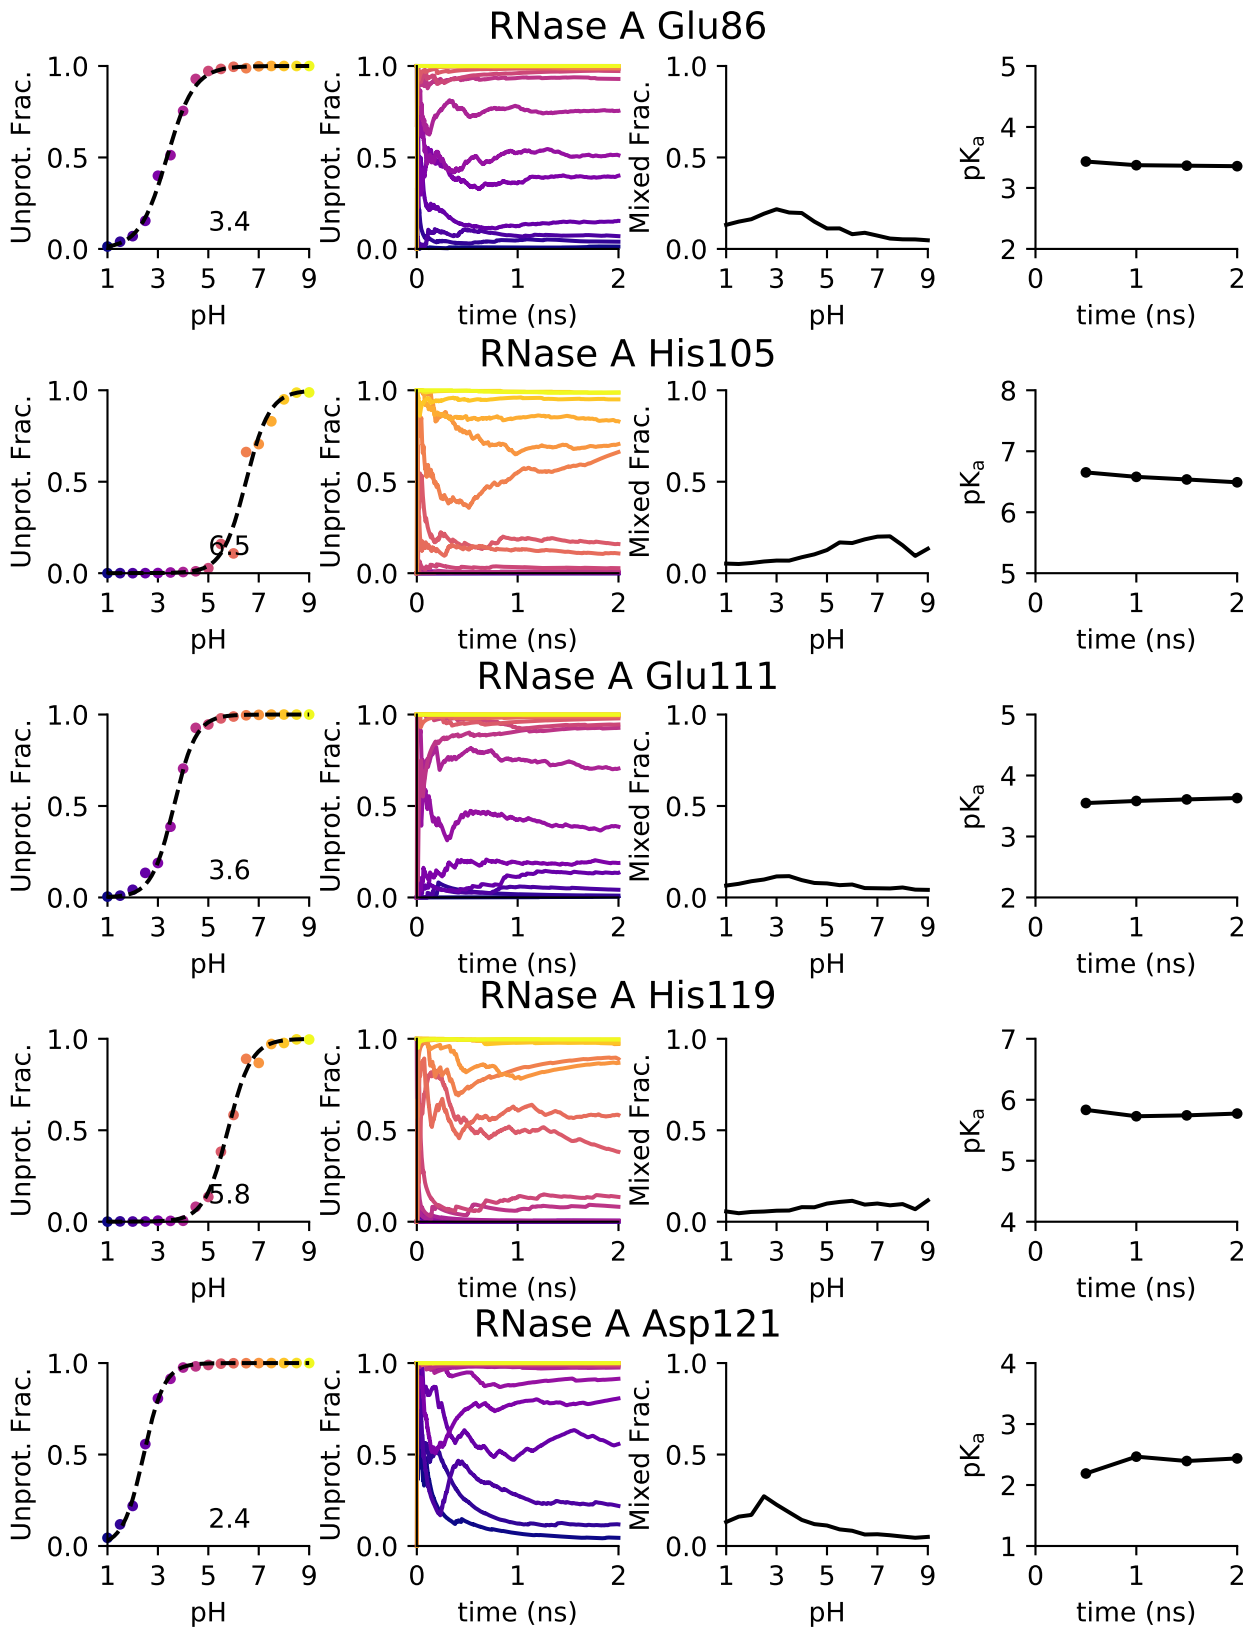 RNase A Glu86
Unprot. Frac.
1.0
0.5
0.0
3.4
1 3 5 7 9
pH
Unprot. Frac.
1.0
0.5
0.0
0 1 2
time (ns)
Mixed Frac.
1.0
0.5
0.0
1 3 5 7 9
pH
pKa
5
4
3
2
0 1 2
time (ns)
RNase A His105
Unprot. Frac.
1.0
0.5
0.0
6.5
1 3 5 7 9
pH
Unprot. Frac.
1.0
0.5
0.0
0 1 2
time (ns)
Mixed Frac.
1.0
0.5
0.0
1 3 5 7 9
pH
pKa
8
7
6
5
0 1 2
time (ns)
RNase A Glu111
Unprot. Frac.
1.0
0.5
0.0
3.6
1 3 5 7 9
pH
Unprot. Frac.
1.0
0.5
0.0
0 1 2
time (ns)
Mixed Frac.
1.0
0.5
0.0
1 3 5 7 9
pH
pKa
5
4
3
2
0 1 2
time (ns)
RNase A His119
Unprot. Frac.
1.0
0.5
0.0
5.8
1 3 5 7 9
pH
Unprot. Frac.
1.0
0.5
0.0
0 1 2
time (ns)
Mixed Frac.
1.0
0.5
0.0
1 3 5 7 9
pH
pKa
7
6
5
4
0 1 2
time (ns)
RNase A Asp121
Unprot. Frac.
1.0
0.5
0.0
2.4
1 3 5 7 9
pH
Unprot. Frac.
1.0
0.5
0.0
0 1 2
time (ns)
Mixed Frac.
1.0
0.5
0.0
1 3 5 7 9
pH
pKa
4
3
2
1
0 1 2
time (ns)